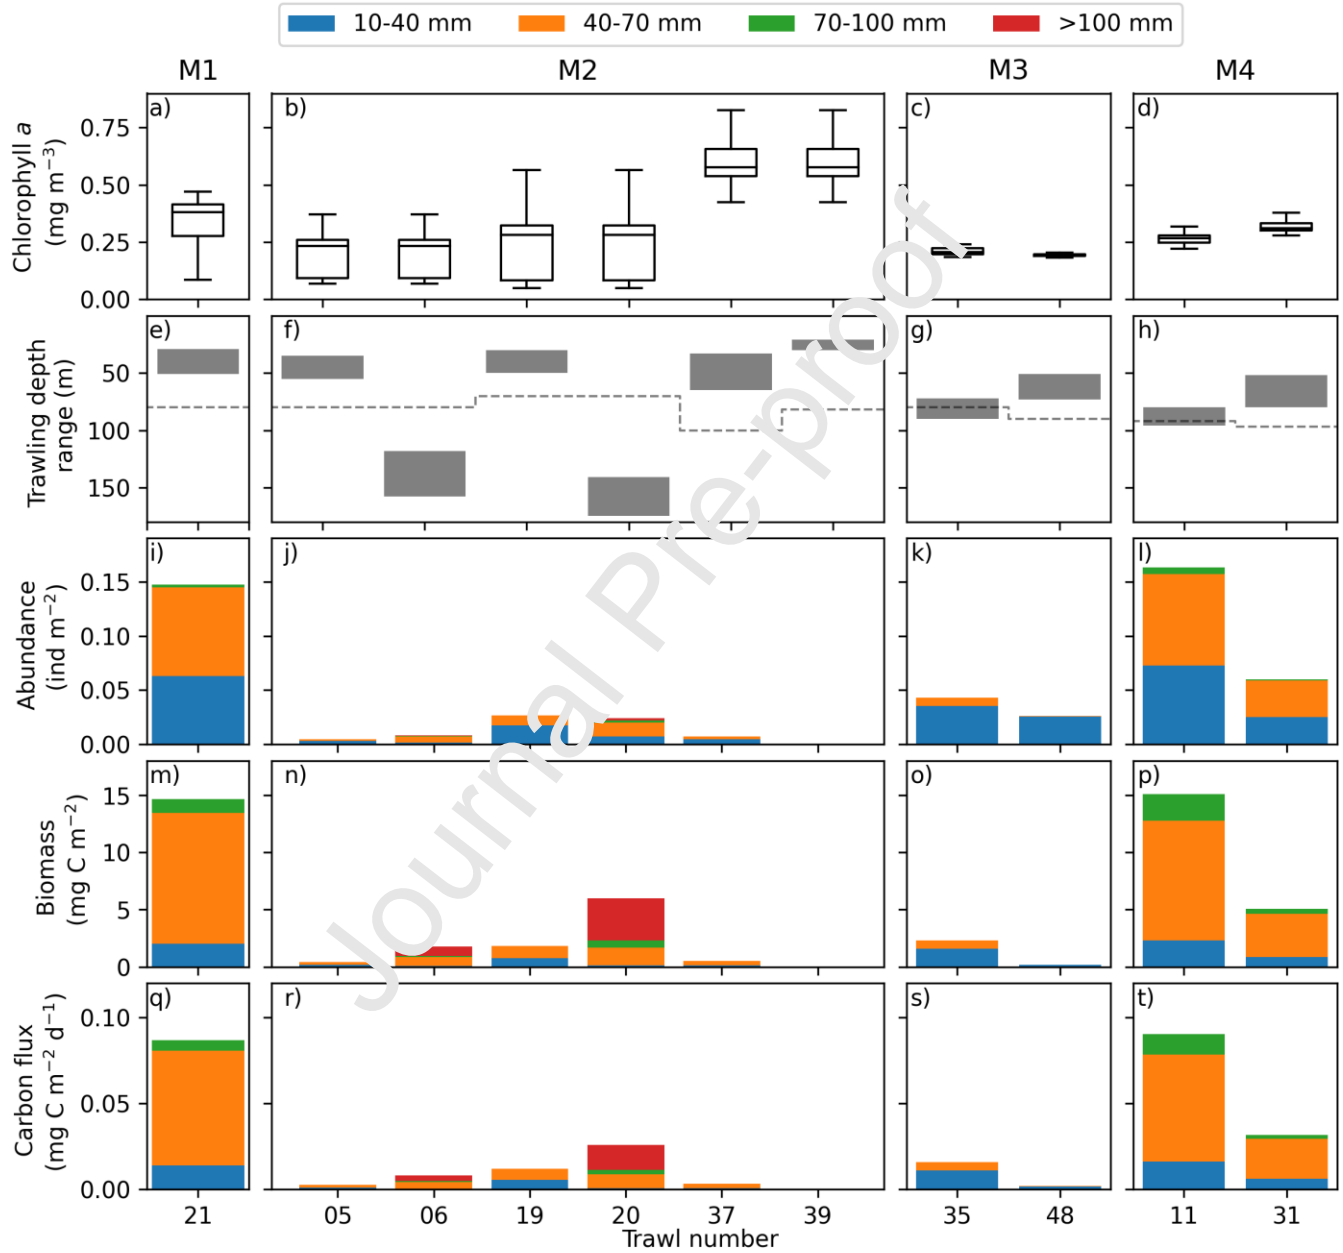 10-40 mm 40-70 mm 70-100 mm >100 mm
M1 M2 M3 M4
a) b) c) d)
Chlorophyll a
(mg m−3)
0.75
0.50
0.25
0.00
e) f) g) h)
Trawling depth
range (m)
50
100
150
i) j) k) l)
Abundance
(ind m−2)
0.15
0.10
0.05
0.00
m) n) o) p)
Biomass
(mg C m−2)
15
10
5
0
q) r) s) t)
Carbon flux
(mg C m−2 d−1)
0.10
0.05
0.00
21 05 06 19 20 37 39 35 48 11 31
Trawl number
Journal Pre-proof